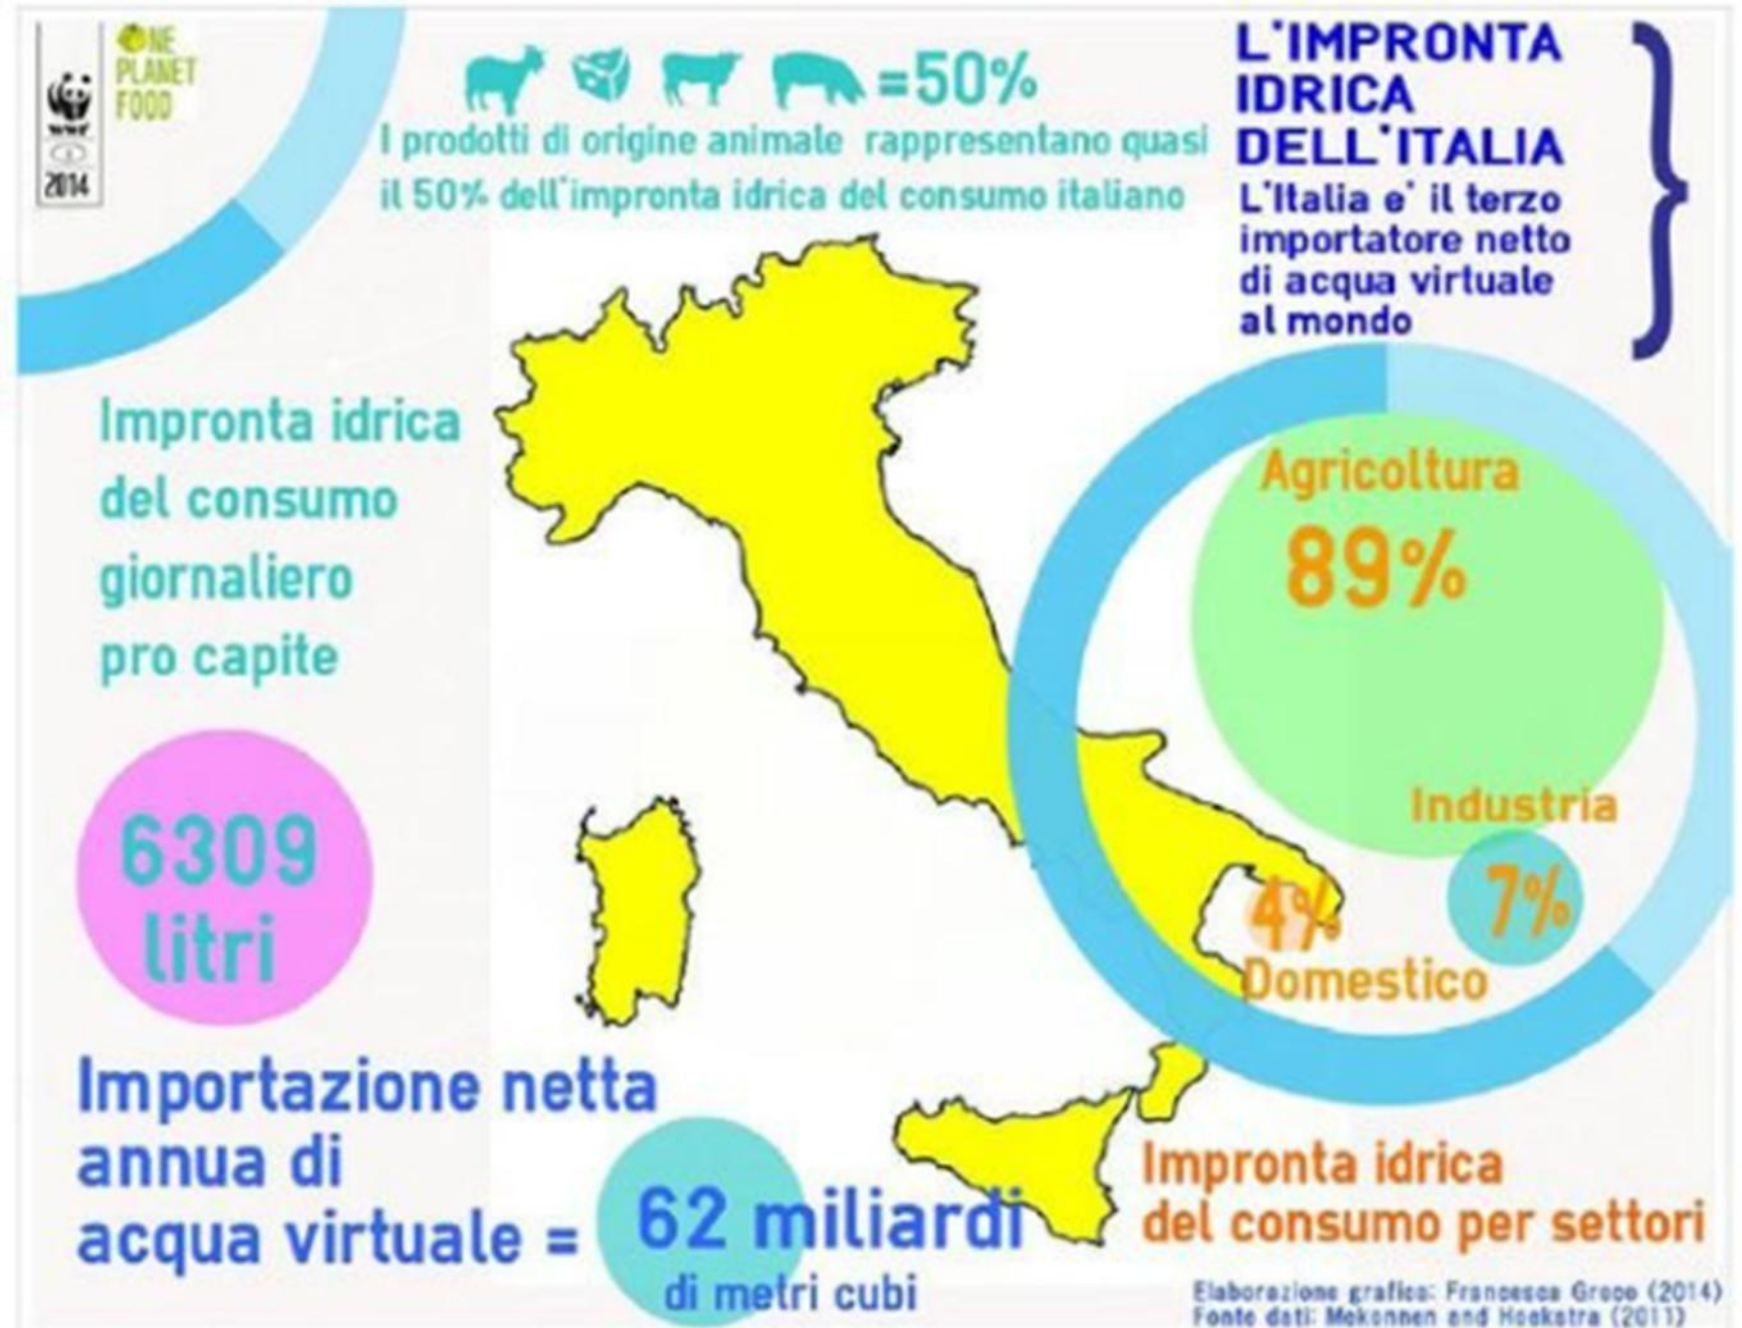 ONE
PLANET
FOOD
WWF
2014
=50%
I prodotti di origine animale rappresentano quasi
il 50% dell'impronta idrica del consumo italiano
L'IMPRONTA
IDRICA
DELL'ITALIA
L'Italia e' il terzo
importatore netto
di acqua virtuale
al mondo
Impronta idrica
del consumo
giornaliero
pro capite
6309
litri
Agricoltura
89%
Industria
7%
4%
Domestico
Importazione netta
annua di
acqua virtuale =
62 miliardi
di metri cubi
Impronta idrica
del consumo per settori
Elaborazione grafica: Francesca Greco (2014)
Fonte dati: Mekonnen and Hoekstra (2011)